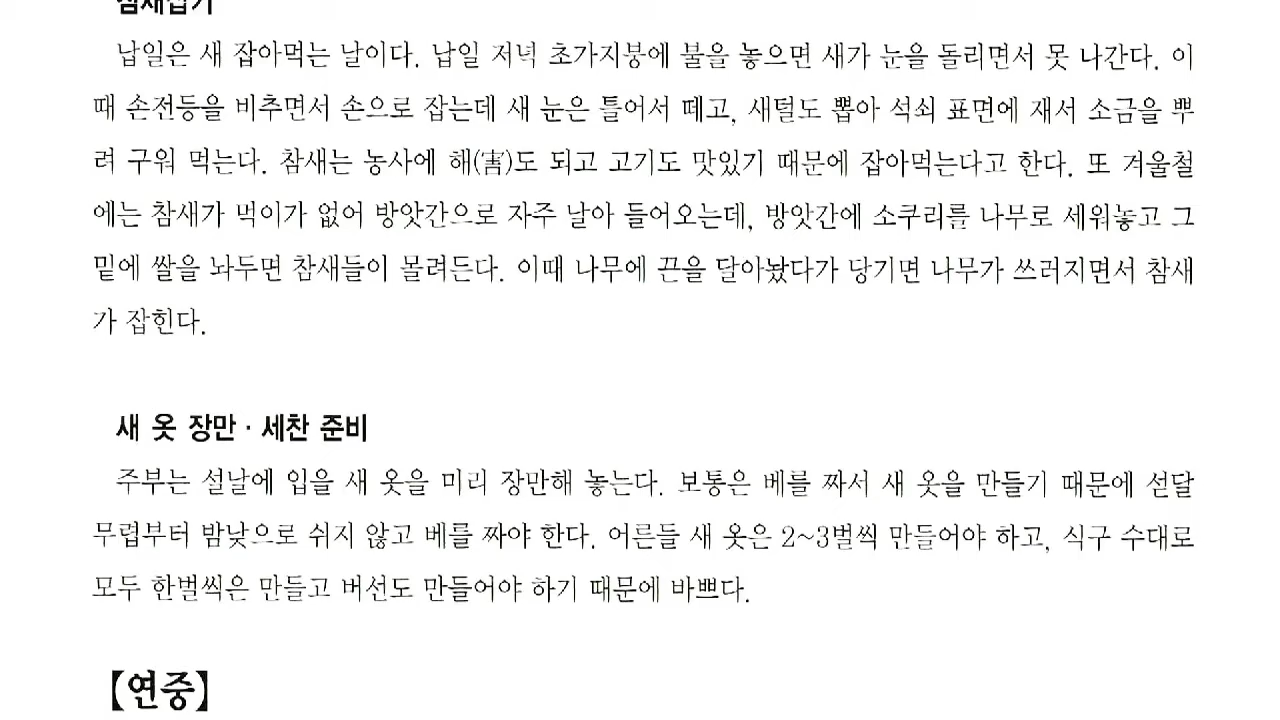 참새잡기
납일은 새 잡아먹는 날이다. 납일 저녁 초가지붕에 불을 놓으면 새가 눈을 돌리면서 못 나간다. 이
때 손전등을 비추면서 손으로 잡는데 새 눈은 틀어서 떼고, 새털도 뽑아 석쇠 표면에 재서 소금을 뿌
려 구워 먹는다. 참새는 농사에 해(害)도 되고 고기도 맛있기 때문에 잡아먹는다고 한다. 또 겨울철
에는 참새가 먹이가 없어 방앗간으로 자주 날아 들어오는데, 방앗간에 소쿠리를 나무로 세워놓고 그
밑에 쌀을 놔두면 참새들이 몰려든다. 이때 나무에 끈을 달아놨다가 당기면 나무가 쓰러지면서 참새
가 잡힌다.
새 옷 장만·세찬 준비
주부는 설날에 입을 새 옷을 미리 장만해 놓는다. 보통은 베를 짜서 새 옷을 만들기 때문에 섣달
무렵부터 밤낮으로 쉬지 않고 베를 짜야 한다. 어른들 새 옷은 2~3벌씩 만들어야 하고, 식구 수대로
모두 한벌씩은 만들고 버선도 만들어야 하기 때문에 바쁘다.
【연중】